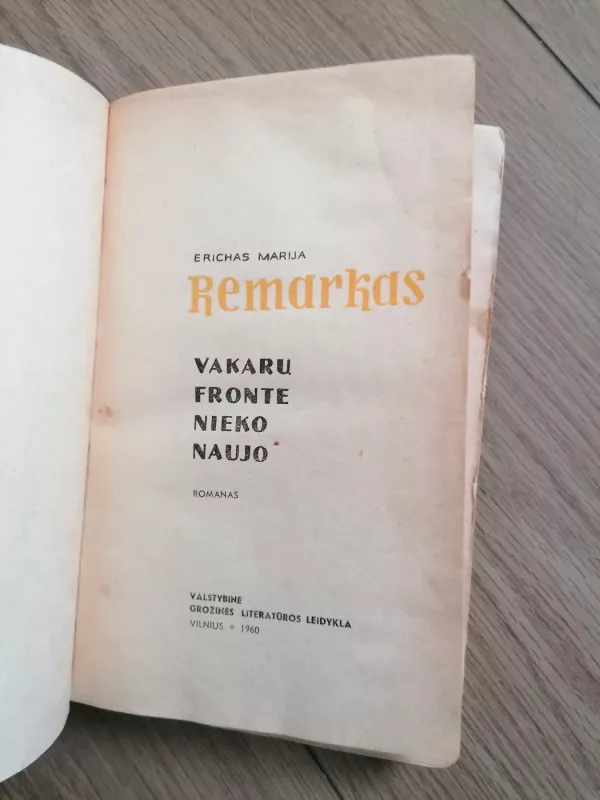 ERICHAS MARIJA
Remarkas
VAKARŲ
FRONTE
NIEKO
NAUJO
ROMANAS
VALSTYBINĖ
GROŽINĖS LITERATŪROS LEIDYKLA
VILNIUS * 1960